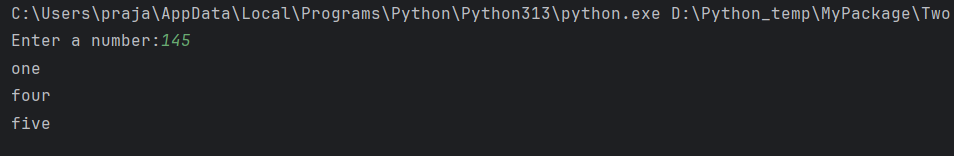 C:\Users\praja\AppData\Local\Programs\Python\Python313\python.exe D:\Python_temp\MyPackage\Two
Enter a number:145
one
four
five